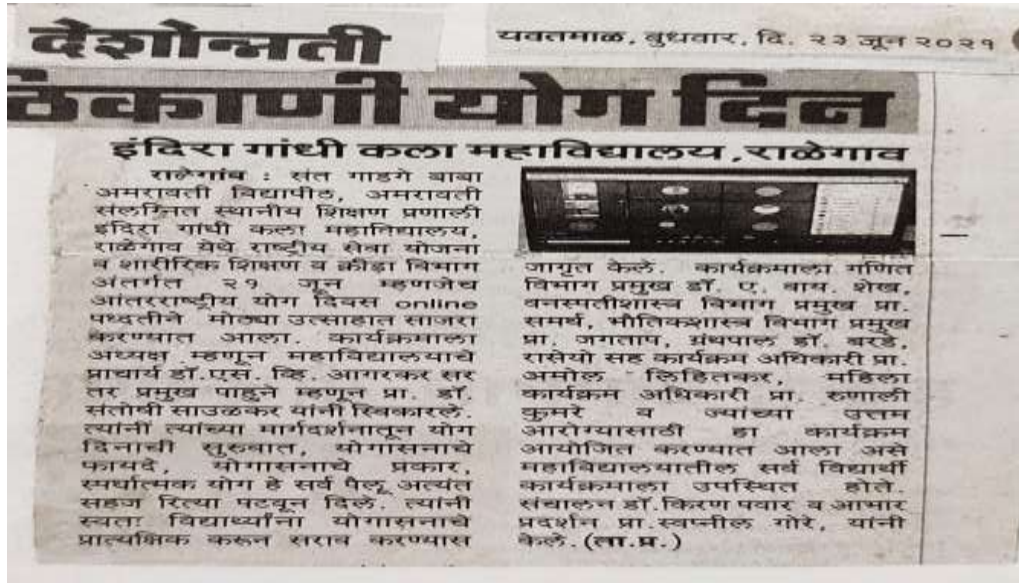 देशोन्नती
यवतमाळ, बुधवार, दि. २३ जून २०२१
ठिकाणी योग दिन
इंदिरा गांधी कला महाविद्यालय,राळेगाव
राळेगांव : संत गाडगे बाबा
अमरावती विद्यापीठ, अमरावती
संलग्नित स्थानीय शिक्षण प्रणाली
इंदिरा गांधी कला महाविद्यालय,
राळेगाव येथे राष्ट्रीय सेवा योजना
व शारीरिक शिक्षण व क्रीडा विभाग
अंतर्गत २१ जून म्हणजेच
आंतरराष्ट्रीय योग दिवस online
पध्दतीने मोठ्या उत्साहात साजरा
करण्यात आला. कार्यक्रमाला
अध्यक्ष म्हणून महाविद्यालयाचे
प्राचार्य डॉ.एस. व्हि. आगरकर सर
तर प्रमुख पाहुने म्हणून प्रा. डॉ.
संतोषी साउळकर यांनी स्विकारले.
त्यांनी त्यांच्या मार्गदर्शनातून योग
दिनाची सुरुवात, योगासनाचे
फायदे, योगासनाचे प्रकार,
स्पर्धात्मक योग हे सर्व पैलू अत्यंत
सहज रित्या पटवून दिले. त्यांनी
स्वतः विद्यार्थ्यांना योगासनाचे
प्रात्यक्षिक करून सराव करण्यास
जागृत केले. कार्यक्रमाला गणित
विभाग प्रमुख डॉ. ए. वाय. शेख,
वनस्पतीशास्त्र विभाग प्रमुख प्रा.
समर्थ, भौतिकशास्त्र विभाग प्रमुख
प्रा. जगताप, ग्रंथपाल डॉ. बरडे,
रासेयो सह कार्यक्रम अधिकारी प्रा.
अमोल लिहितकर, महिला
कार्यक्रम अधिकारी प्रा. रुणाली
कुमरे व ज्यांच्या उत्तम
आरोग्यासाठी हा कार्यक्रम
आयोजित करण्यात आला असे
महाविद्यालयातील सर्व विद्यार्थी
कार्यक्रमाला उपस्थित होते.
संचालन डॉ.किरण पवार व आभार
प्रदर्शन प्रा.स्वप्नील गोरे, यांनी
केले.(ता.प्र.)